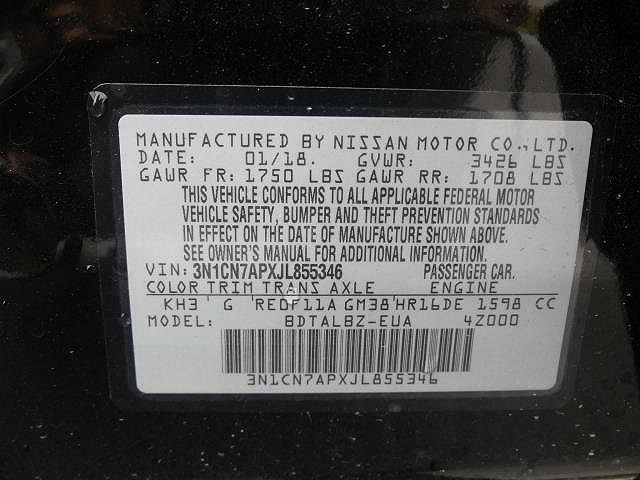 MANUFACTURED BY NISSAN MOTOR CO., LTD.
DATE: 01/18. GVWR: 3426 LBS
GAWR FR: 1750 LBS GAWR RR: 1708 LBS
THIS VEHICLE CONFORMS TO ALL APPLICABLE FEDERAL MOTOR
VEHICLE SAFETY, BUMPER AND THEFT PREVENTION STANDARDS
IN EFFECT ON THE DATE OF MANUFACTURE SHOWN ABOVE.
SEE OWNER'S MANUAL FOR ADDITIONAL INFORMATION.
VIN: 3N1CN7APXJL855346 PASSENGER CAR.
COLOR TRIM TRANS AXLE ENGINE
KH3 ' G ' RE0F11A GM38 ' HR16DE 1598 CC
MODEL: BDTALBZ-EUA 4Z000
3N1CN7APXJL855346